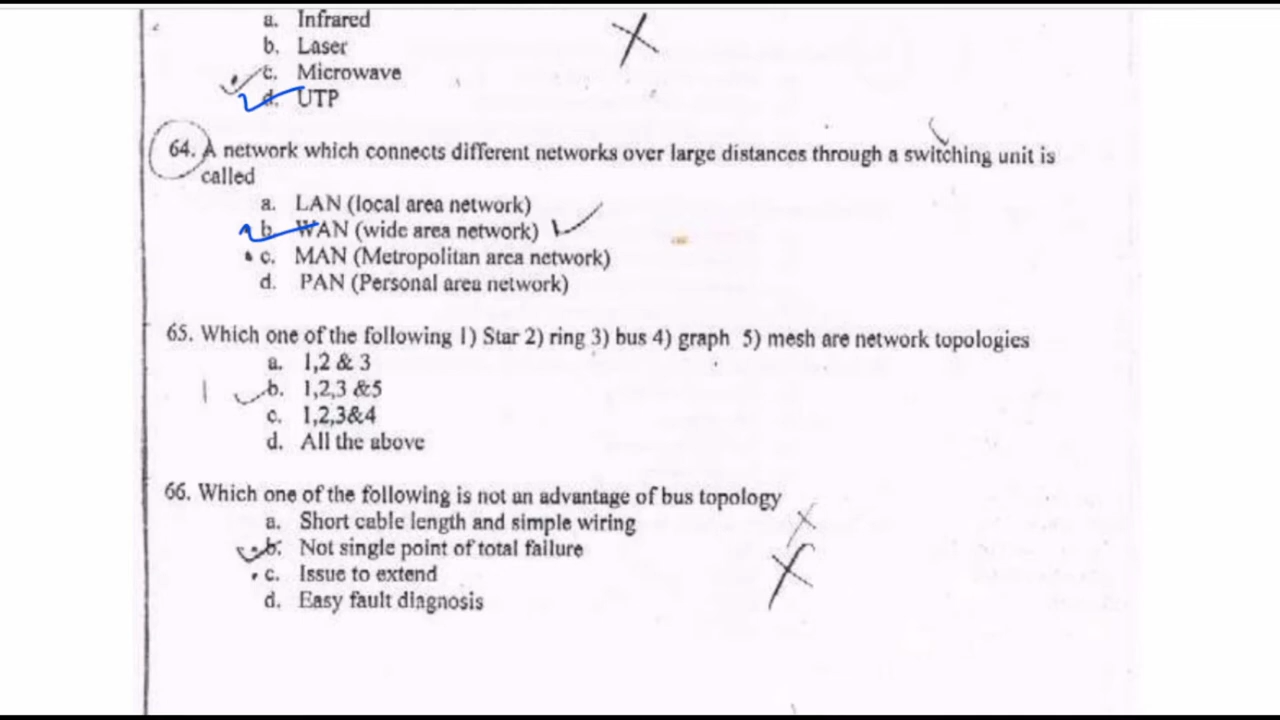 a. Infrared
b. Laser
c. Microwave
d. UTP
64. A network which connects different networks over large distances through a switching unit is
called
a. LAN (local area network)
b. WAN (wide area network)
c. MAN (Metropolitan area network)
d. PAN (Personal area network)
65. Which one of the following 1) Star 2) ring 3) bus 4) graph 5) mesh are network topologies
a. 1,2 & 3
b. 1,2,3 &5
c. 1,2,3&4
d. All the above
66. Which one of the following is not an advantage of bus topology
a. Short cable length and simple wiring
b. Not single point of total failure
c. Issue to extend
d. Easy fault diagnosis